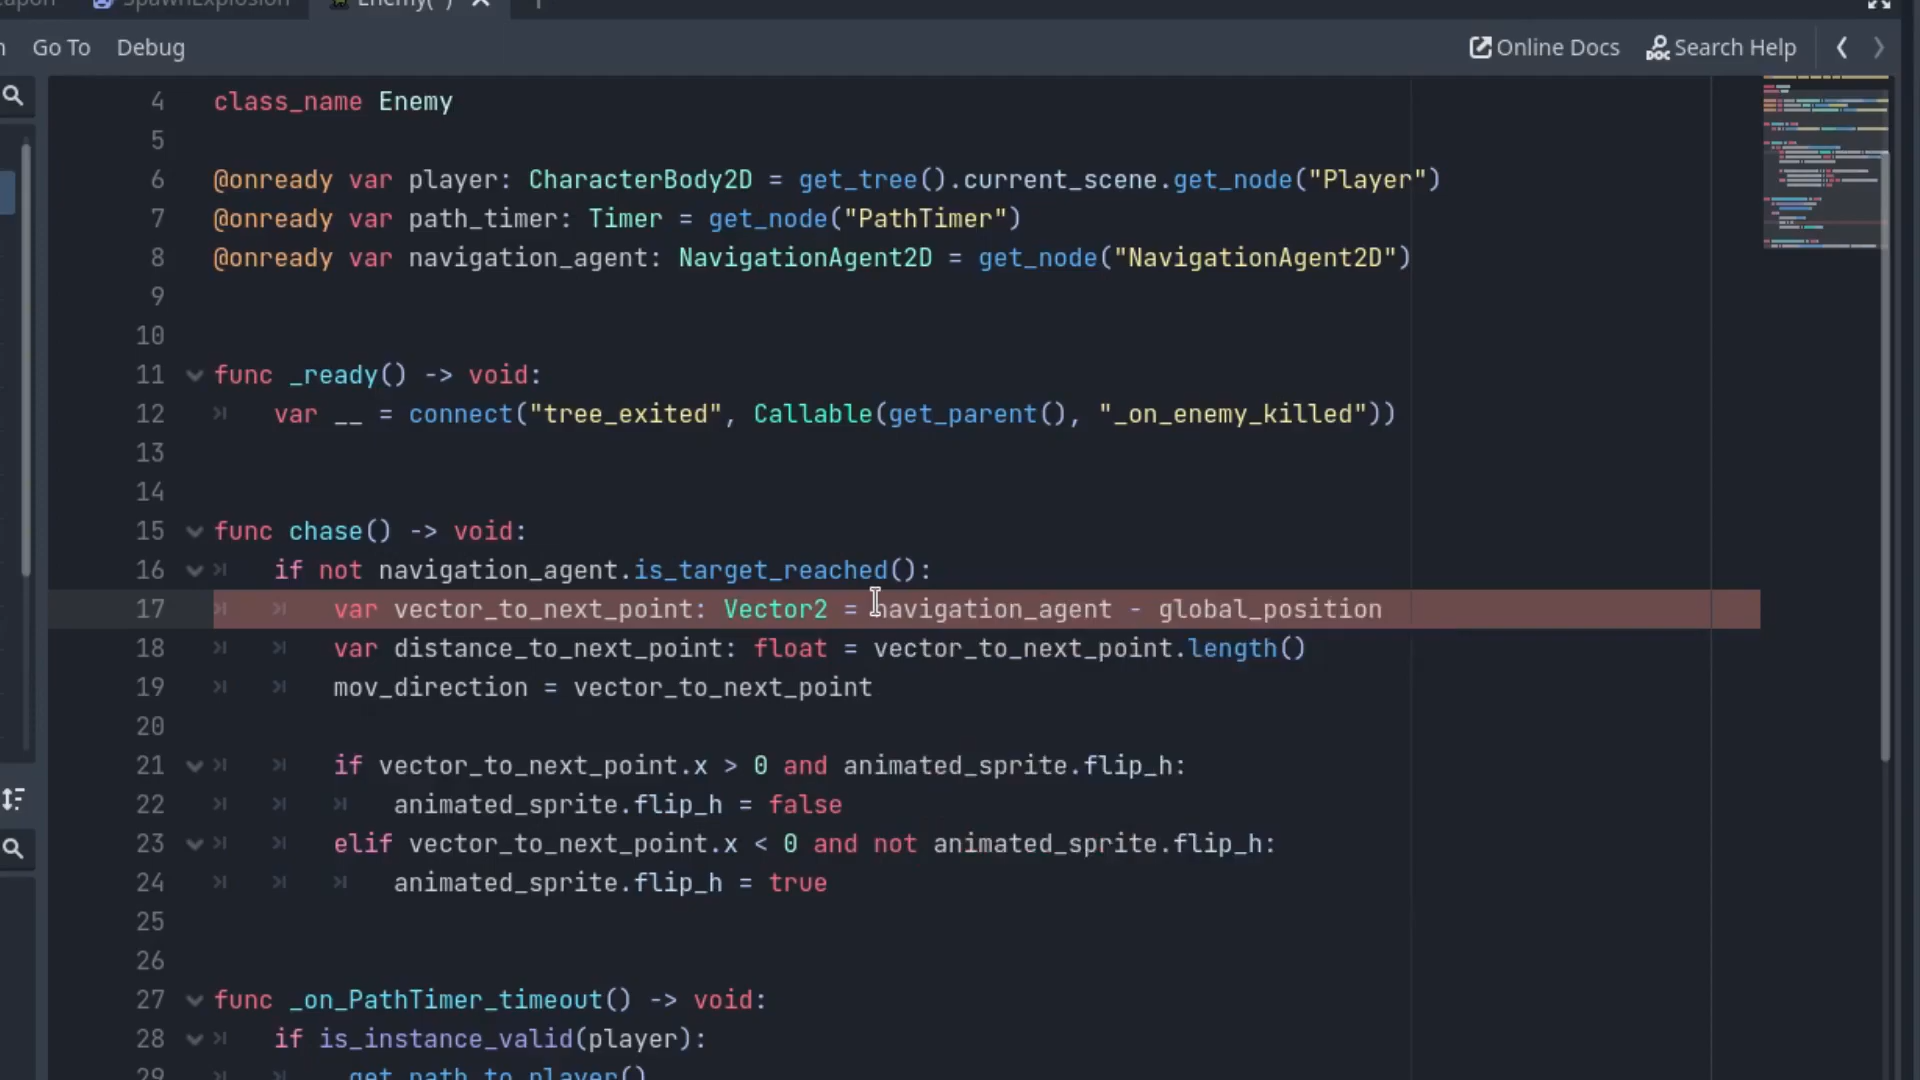 SpawnExplosion Enemy(*)
Go To Debug Online Docs Search Help
4 class_name Enemy
5
6 @onready var player: CharacterBody2D = get_tree().current_scene.get_node("Player")
7 @onready var path_timer: Timer = get_node("PathTimer")
8 @onready var navigation_agent: NavigationAgent2D = get_node("NavigationAgent2D")
9
10
11 func _ready() -> void:
12 var __ = connect("tree_exited", Callable(get_parent(), "_on_enemy_killed"))
13
14
15 func chase() -> void:
16 if not navigation_agent.is_target_reached():
17 var vector_to_next_point: Vector2 = navigation_agent - global_position
18 var distance_to_next_point: float = vector_to_next_point.length()
19 mov_direction = vector_to_next_point
20
21 if vector_to_next_point.x > 0 and animated_sprite.flip_h:
22 animated_sprite.flip_h = false
23 elif vector_to_next_point.x < 0 and not animated_sprite.flip_h:
24 animated_sprite.flip_h = true
25
26
27 func _on_PathTimer_timeout() -> void:
28 if is_instance_valid(player):
29 get_path_to_player()